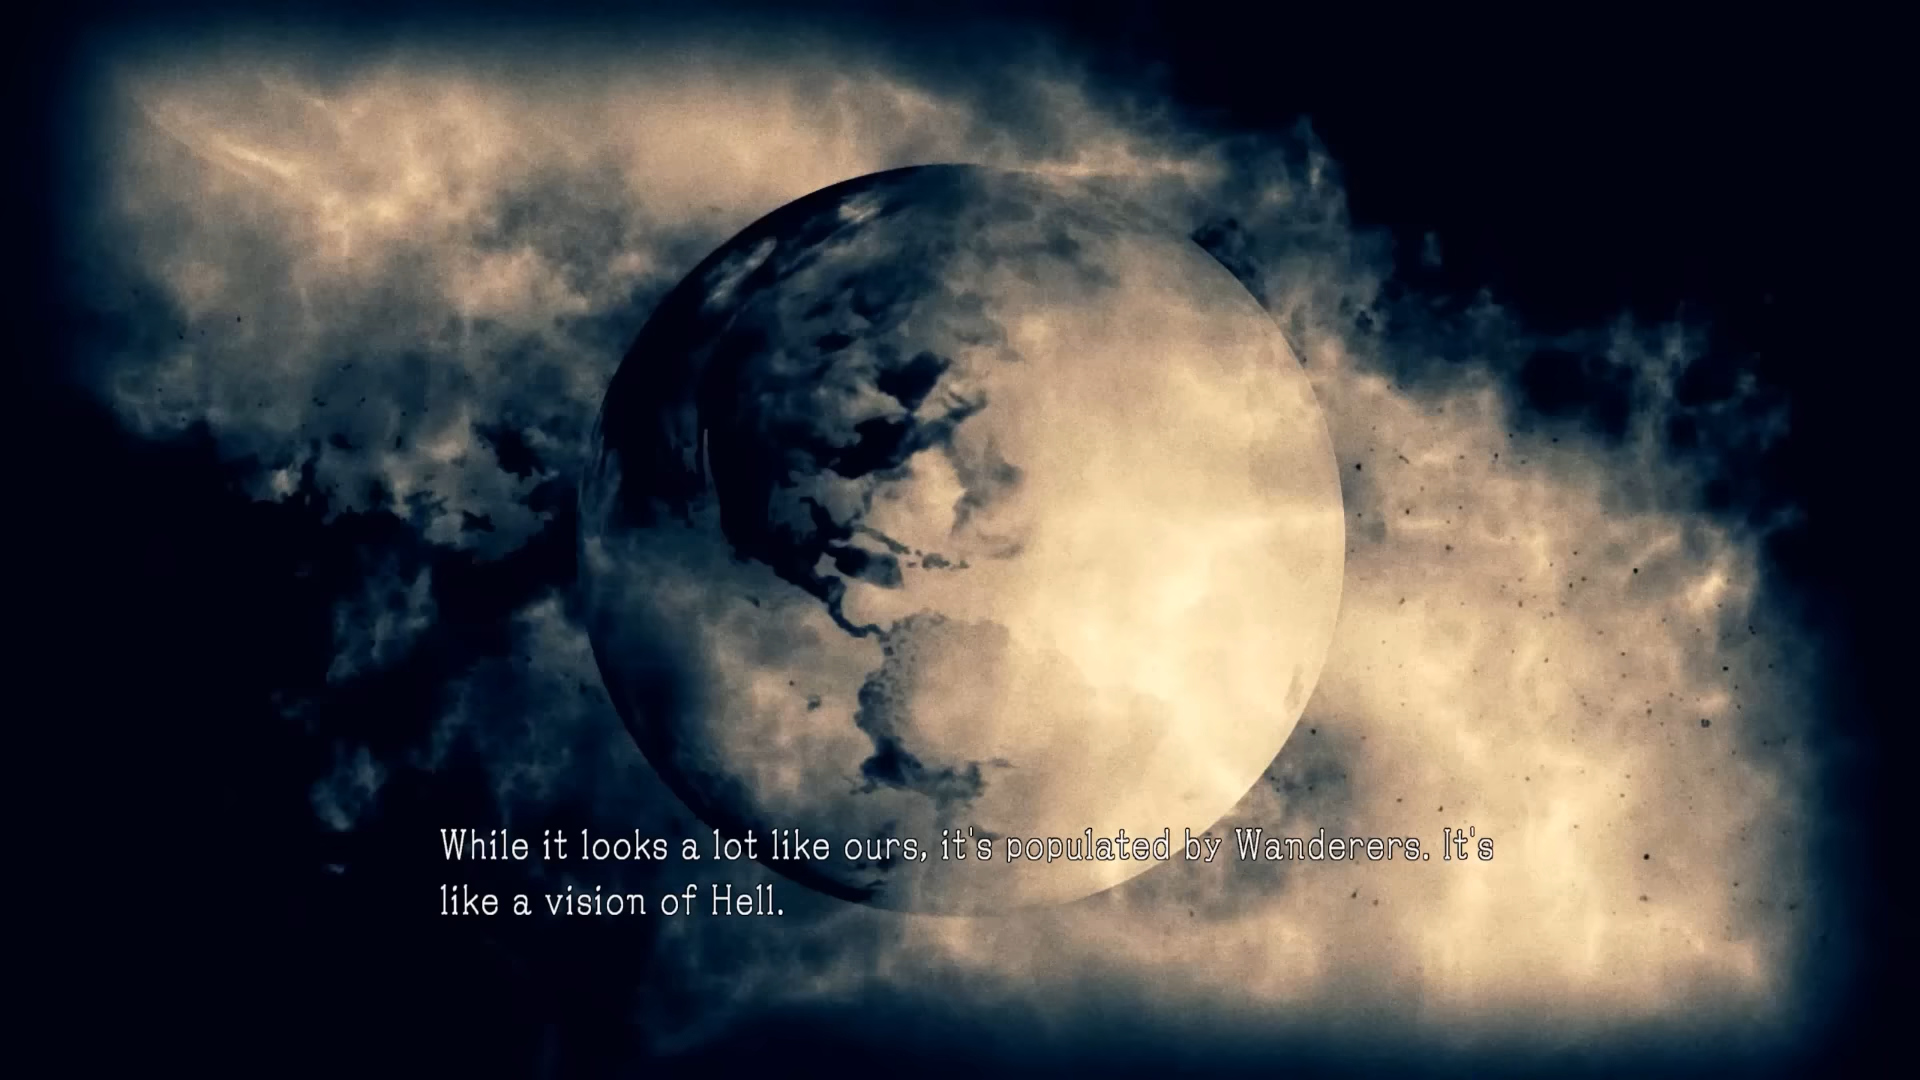 While it looks a lot like ours, it's populated by Wanderers. It's
like a vision of Hell.